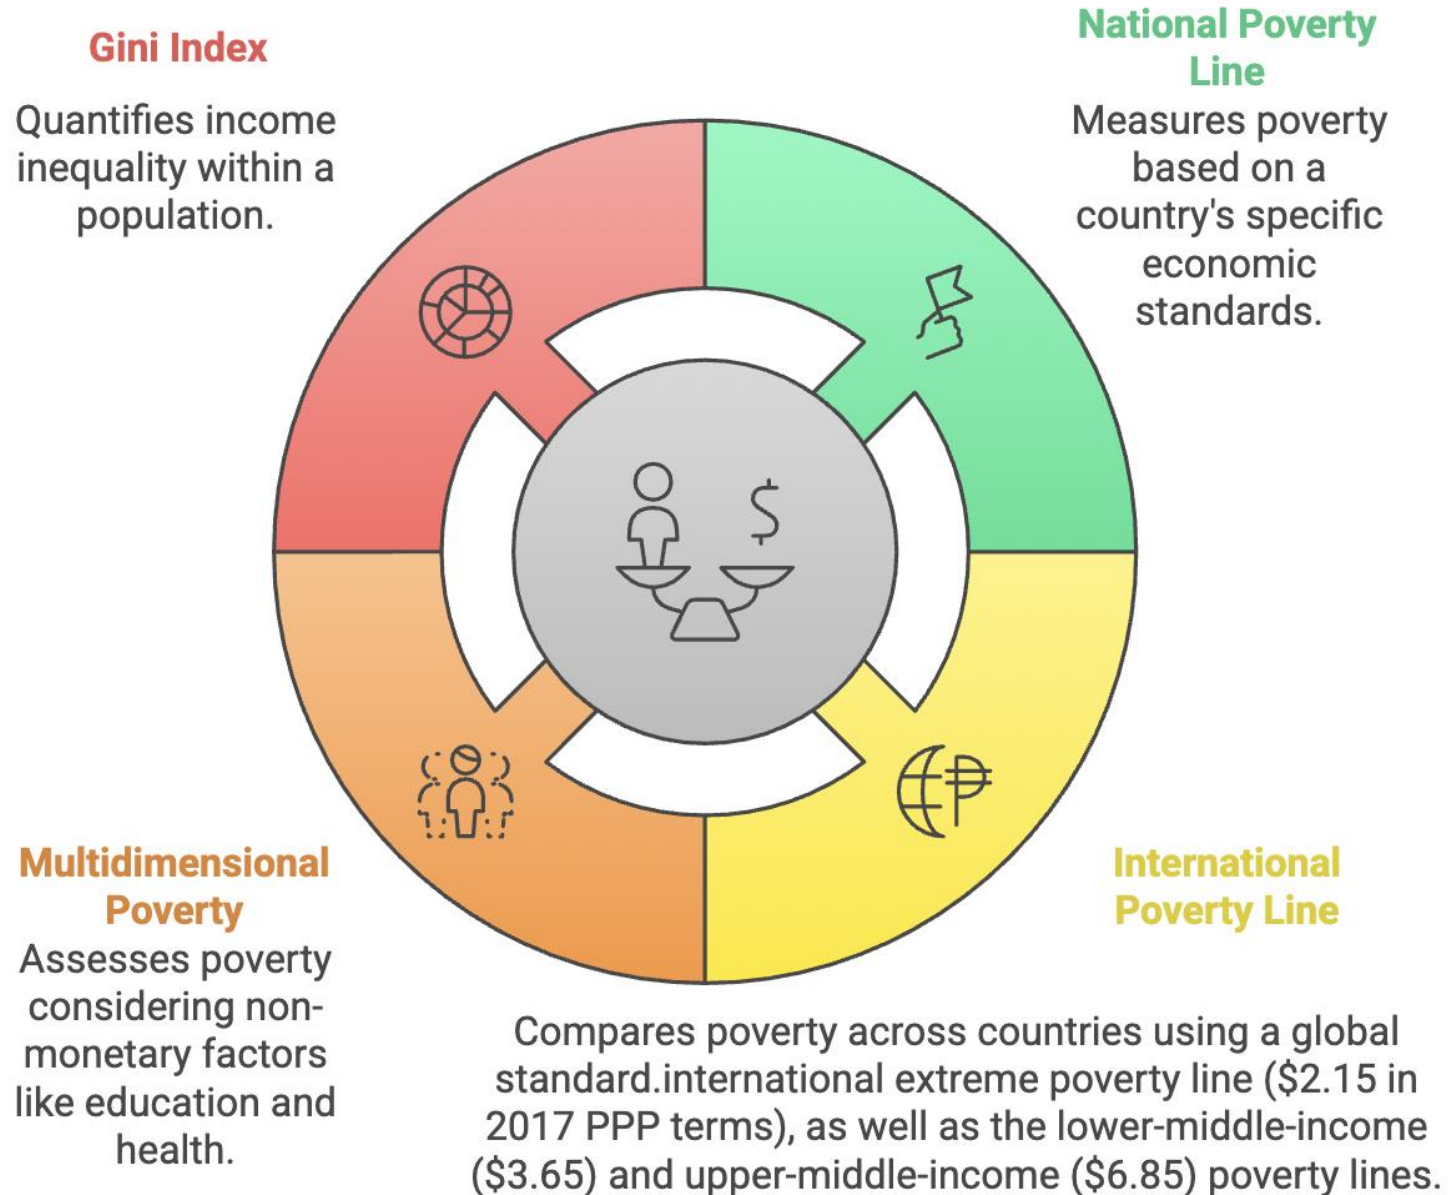 Gini Index
Quantifies income
inequality within a
population.
National Poverty
Line
Measures poverty
based on a
country's specific
economic
standards.
$
Multidimensional
Poverty
Assesses poverty
considering non-
monetary factors
like education and
health.
International
Poverty Line
Compares poverty across countries using a global
standard.international extreme poverty line ($2.15 in
2017 PPP terms), as well as the lower-middle-income
($3.65) and upper-middle-income ($6.85) poverty lines.